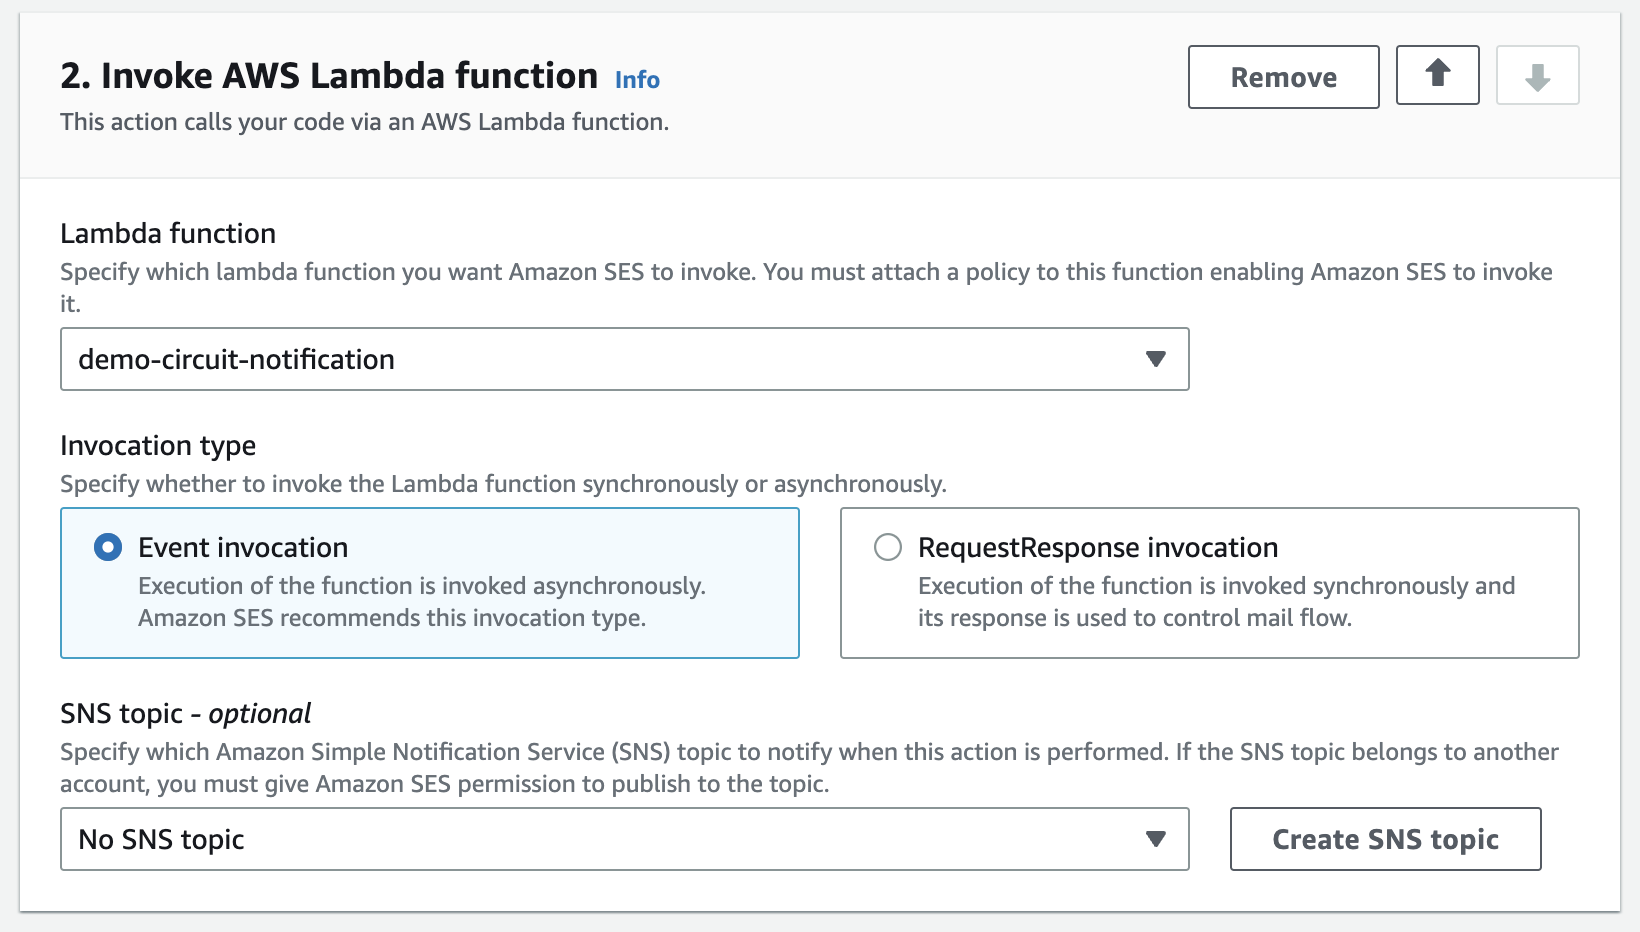 2. Invoke AWS Lambda function Info
Remove
This action calls your code via an AWS Lambda function.
Lambda function
Specify which lambda function you want Amazon SES to invoke. You must attach a policy to this function enabling Amazon SES to invoke
it.
demo-circuit-notification
Invocation type
Specify whether to invoke the Lambda function synchronously or asynchronously.
Event invocation
Execution of the function is invoked asynchronously.
Amazon SES recommends this invocation type.
RequestResponse invocation
Execution of the function is invoked synchronously and
its response is used to control mail flow.
SNS topic - optional
Specify which Amazon Simple Notification Service (SNS) topic to notify when this action is performed. If the SNS topic belongs to another
account, you must give Amazon SES permission to publish to the topic.
No SNS topic
Create SNS topic